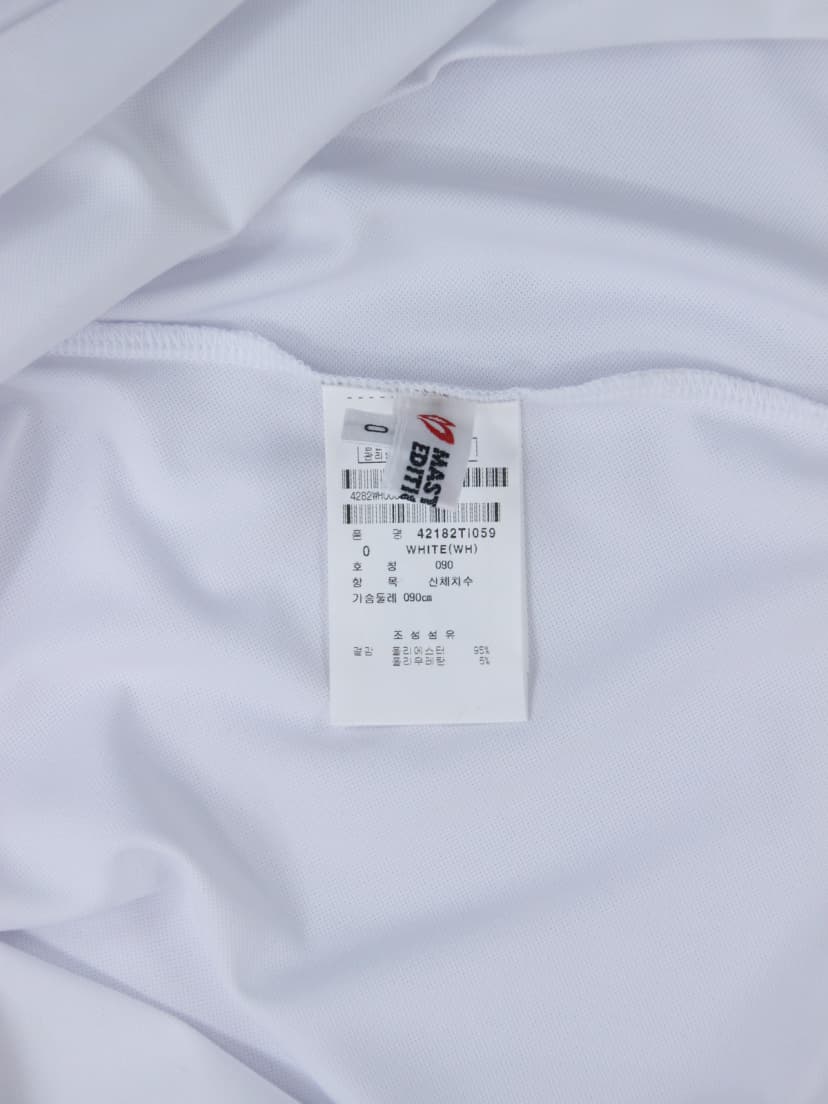 0
MAST
EDITI
품 명 42182TI059
0 WHITE(WH)
호 칭 090
항 목 신체치수
가슴둘레 090cm
조 성 섬 유
겉감 폴리에스터 95%
폴리우레탄 5%